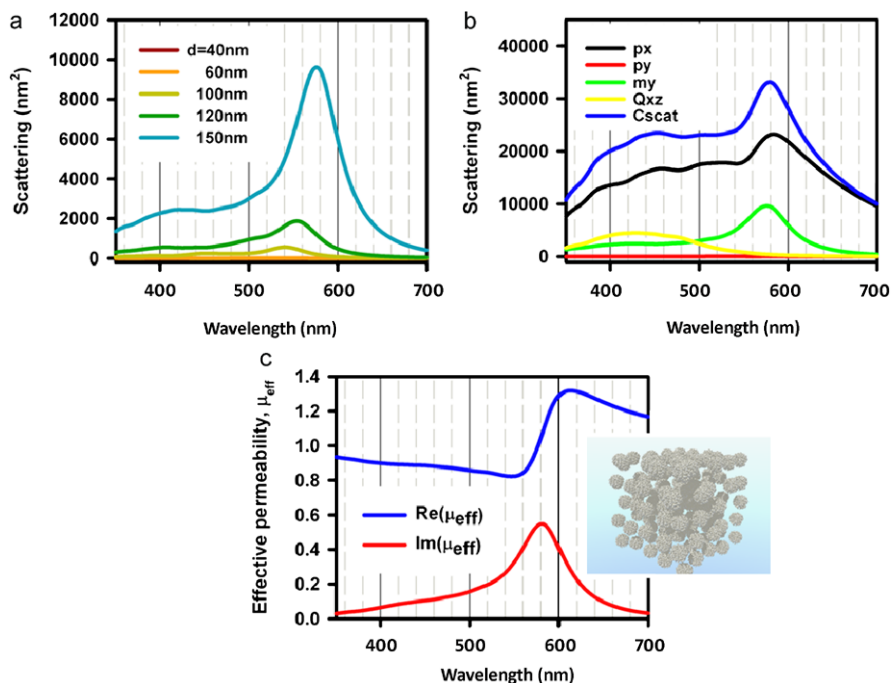 a
12000
10000
8000
6000
4000
2000
0
Scattering (nm²)
d=40nm
60nm
100nm
120nm
150nm
400 500 600 700
Wavelength (nm)
b
40000
30000
20000
10000
0
Scattering (nm²)
px
py
my
Qxz
Cscat
400 500 600 700
Wavelength (nm)
c
1.4
1.2
1.0
0.8
0.6
0.4
0.2
0.0
Effective permeability, μeff
Re(μeff)
Im(μeff)
400 500 600 700
Wavelength (nm)